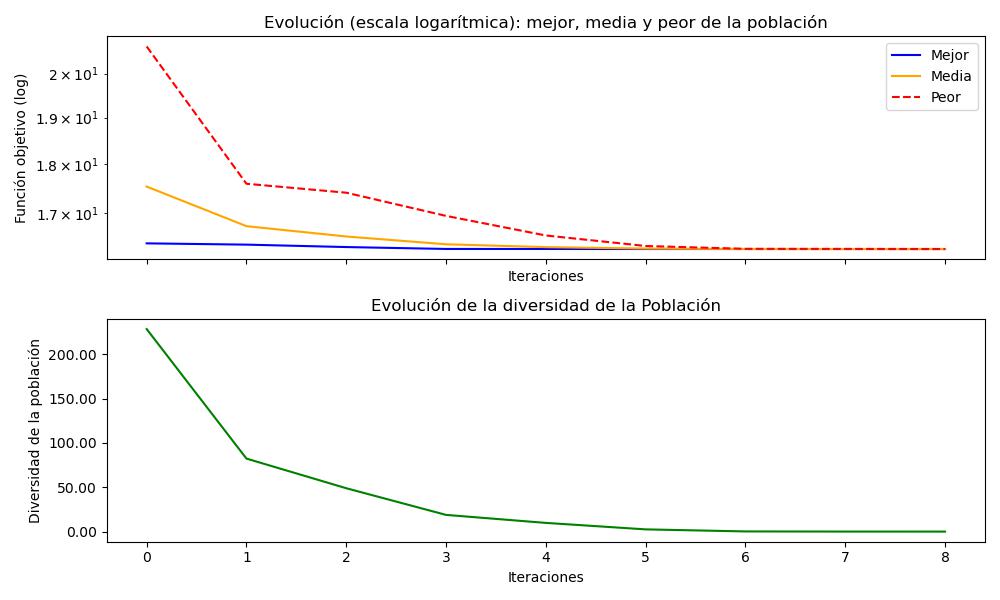 Evolución (escala logarítmica): mejor, media y peor de la población
Función objetivo (log)
2 × 10¹
1.9 × 10¹
1.8 × 10¹
1.7 × 10¹
Mejor
Media
Peor
Iteraciones
Evolución de la diversidad de la Población
Diversidad de la población
200.00
150.00
100.00
50.00
0.00
0 1 2 3 4 5 6 7 8
Iteraciones